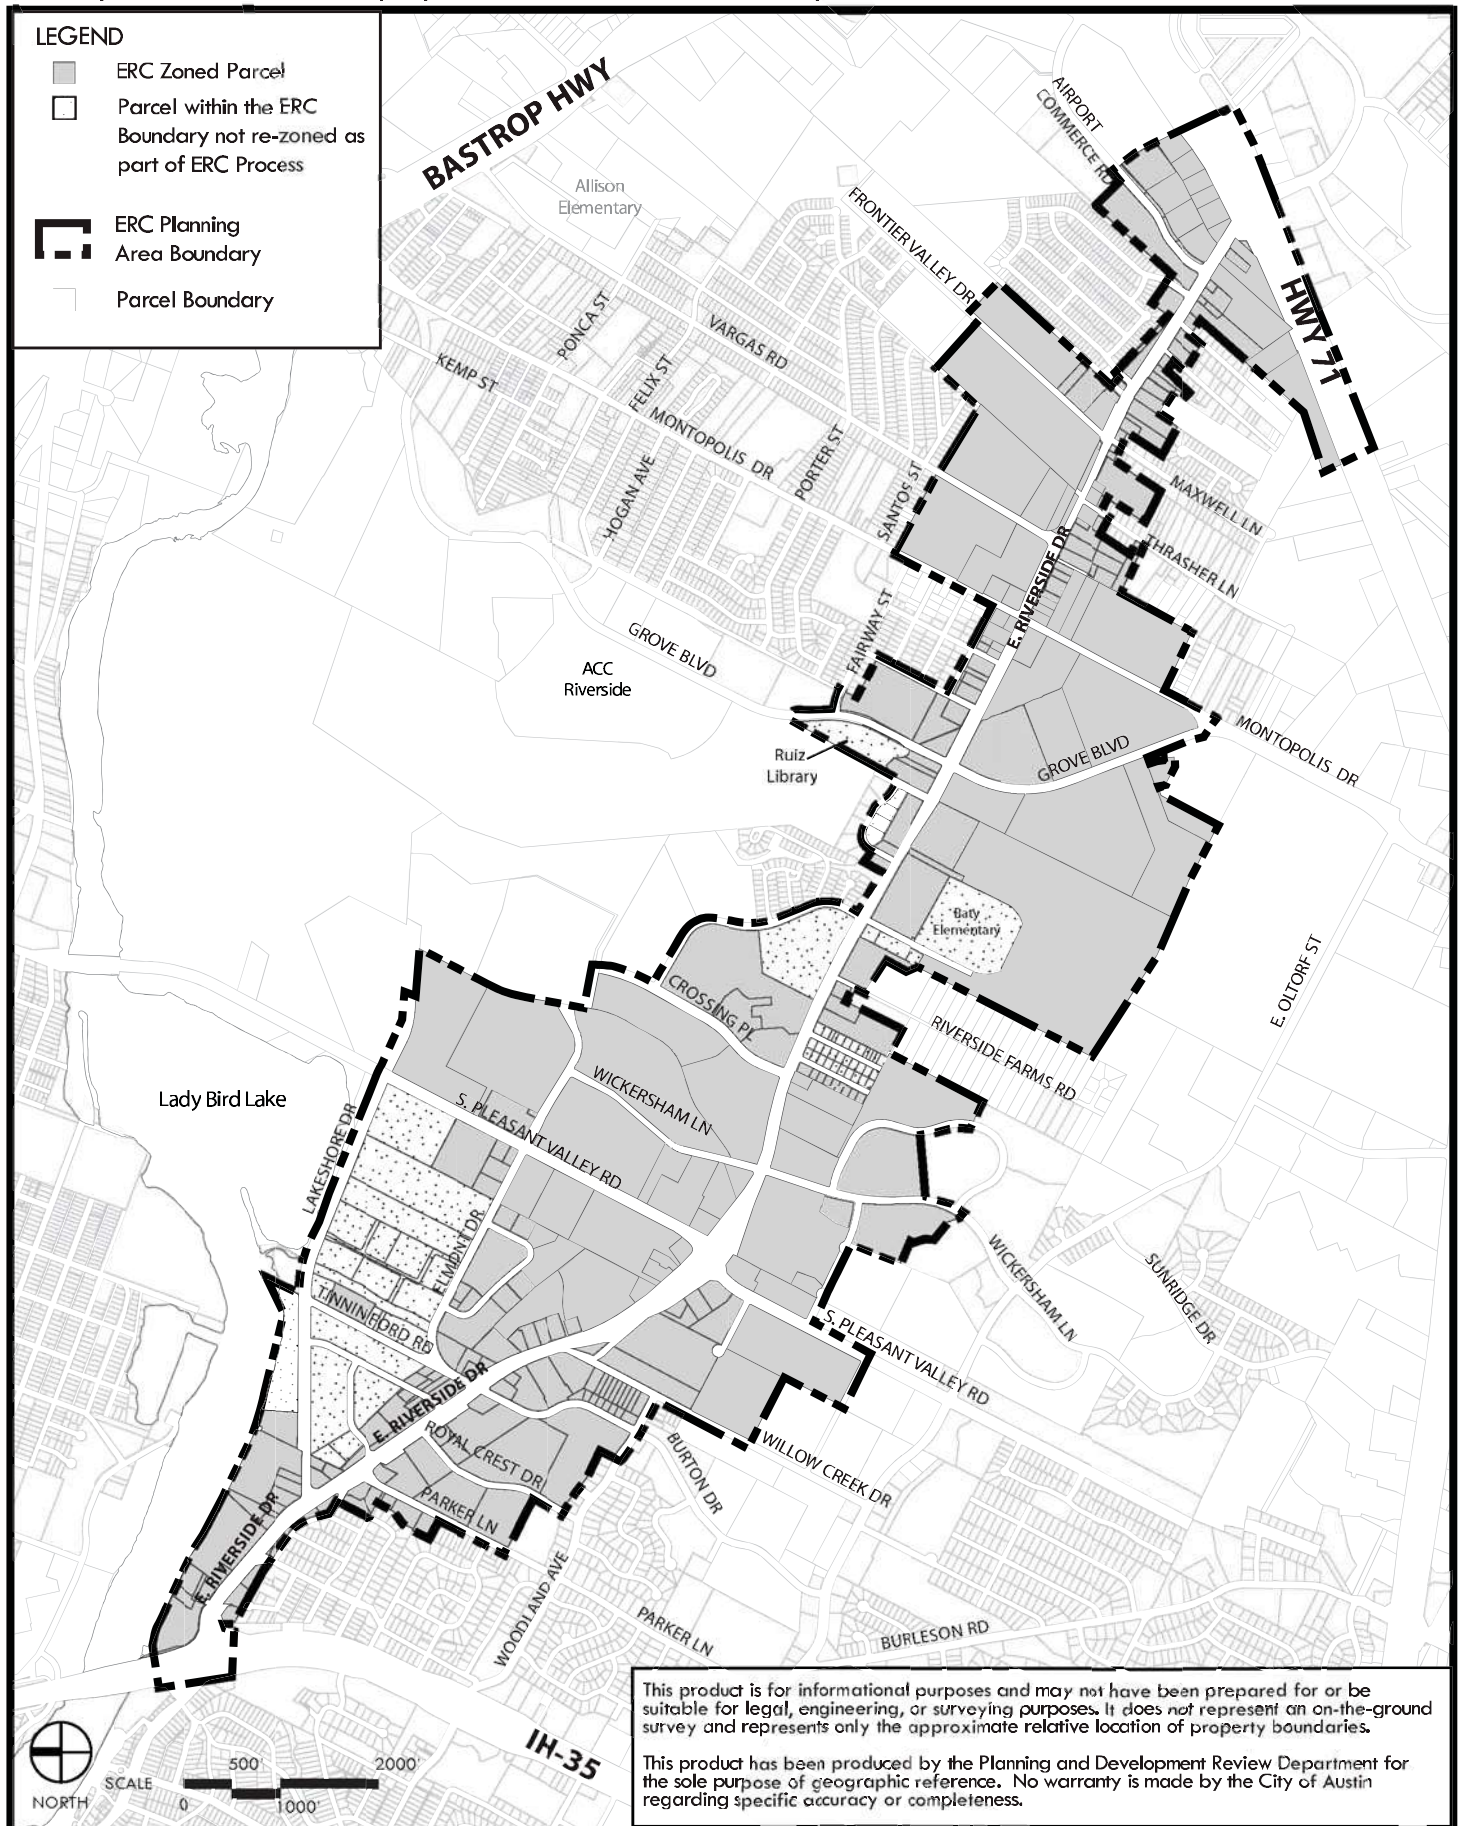 LEGEND
ERC Zoned Parcel
Parcel within the ERC
Boundary not re-zoned as
part of ERC Process
ERC Planning
Area Boundary
Parcel Boundary
BASTROP HWY
Allison
Elementary
AIRPORT
COMMERCE RD
FRONTIER VALLEY DR
HWY 71
PONCA ST
VARGAS RD
KEMP ST
FELIX ST
MONTOPOLIS DR
HOGAN AVE
PORTER ST
SANTOS ST
MAXWELL LN
THRASHER LN
E. RIVERSIDE DR
FAIRWAY ST
GROVE BLVD
ACC
Riverside
Ruiz
Library
GROVE BLVD
MONTOPOLIS DR
Baty
Elementary
E. OLTORF ST
CROSSING PL
RIVERSIDE FARMS RD
WICKERSHAM LN
Lady Bird Lake
S. PLEASANT VALLEY RD
LAKESHORE DR
ELMONT DR
WICKERSHAM LN
SUNRIDGE DR
TINNIN FORD RD
S. PLEASANT VALLEY RD
E. RIVERSIDE DR
ROYAL CREST DR
BURTON DR
WILLOW CREEK DR
PARKER LN
E. RIVERSIDE DR
WOODLAND AVE
PARKER LN
BURLESON RD
IH-35
NORTH
SCALE
500'
2000'
0
1000'
This product is for informational purposes and may not have been prepared for or be
suitable for legal, engineering, or surveying purposes. It does not represent an on-the-ground
survey and represents only the approximate relative location of property boundaries.
This product has been produced by the Planning and Development Review Department for
the sole purpose of geographic reference. No warranty is made by the City of Austin
regarding specific accuracy or completeness.